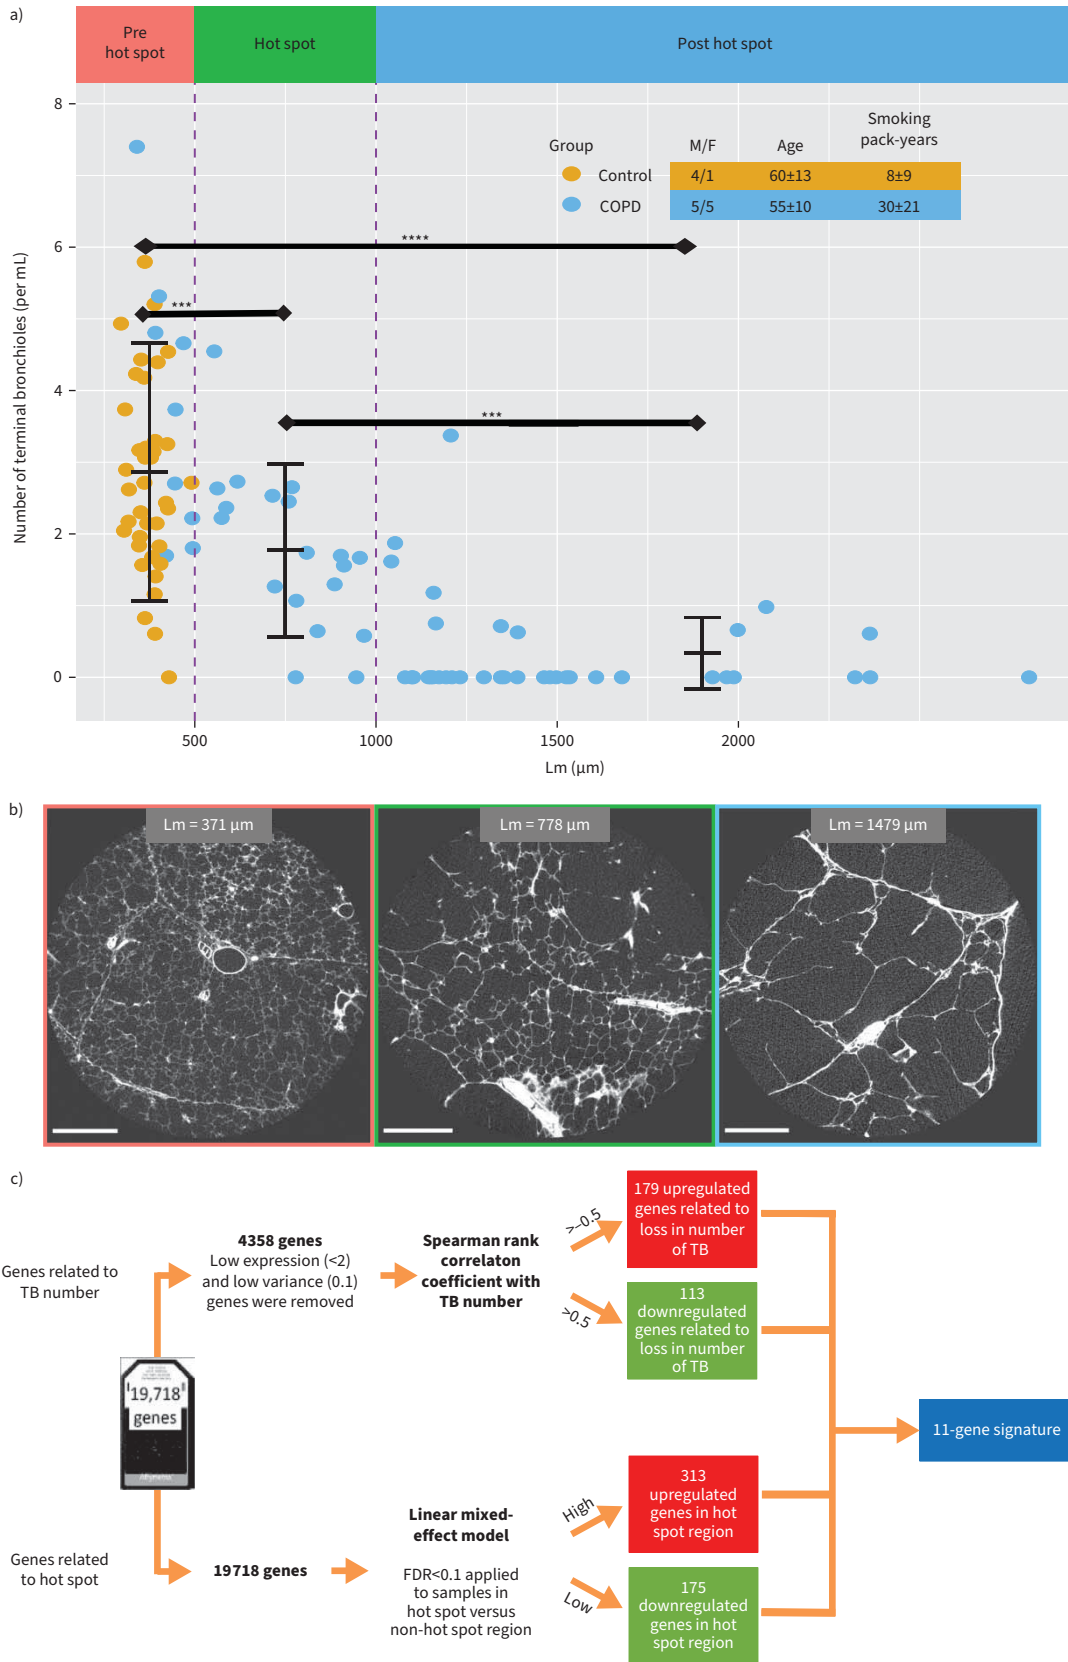 a)
Pre
hot spot
Hot spot
Post hot spot
Number of terminal bronchioles (per mL)
8
6
4
2
0
Group
M/F
Age
Smoking
pack-years
Control
4/1
60±13
8±9
COPD
5/5
55±10
30±21
****
***
***
500
1000
1500
2000
Lm (µm)
b)
Lm = 371 µm
Lm = 778 µm
Lm = 1479 µm
c)
Genes related to
TB number
4358 genes
Low expression (<2)
and low variance (0.1)
genes were removed
Spearman rank
correlaton
coefficient with
TB number
>–0.5
>0.5
179 upregulated
genes related to
loss in number
of TB
113
downregulated
genes related to
loss in number
of TB
19,718
genes
11-gene signature
Genes related
to hot spot
19718 genes
Linear mixed-
effect model
FDR<0.1 applied
to samples in
hot spot versus
non-hot spot region
High
Low
313
upregulated
genes in hot
spot region
175
downregulated
genes in hot
spot region